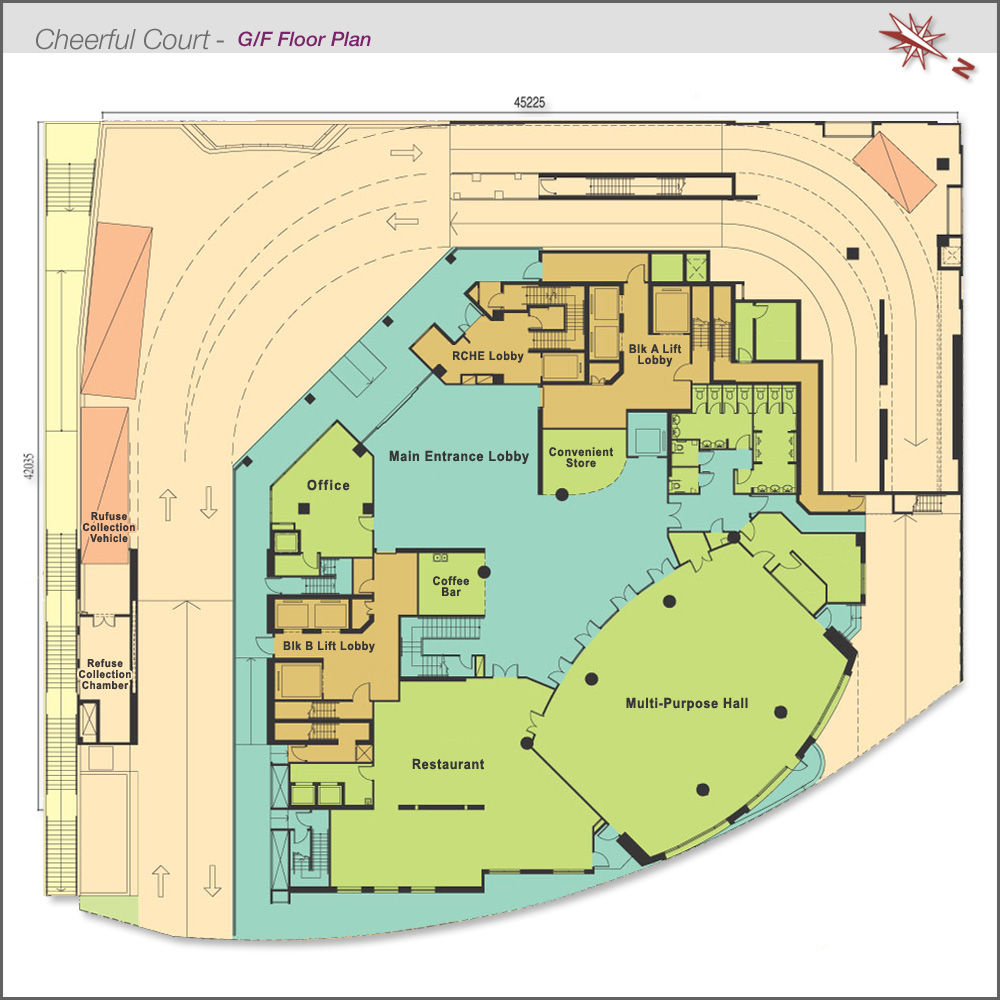 Cheerful Court - G/F Floor Plan
N
45225
42035
RCHE Lobby
Blk A Lift
Lobby
Main Entrance Lobby
Convenient
Store
Office
Rufuse
Collection
Vehicle
Coffee
Bar
Blk B Lift Lobby
Refuse
Collection
Chamber
Multi-Purpose Hall
Restaurant